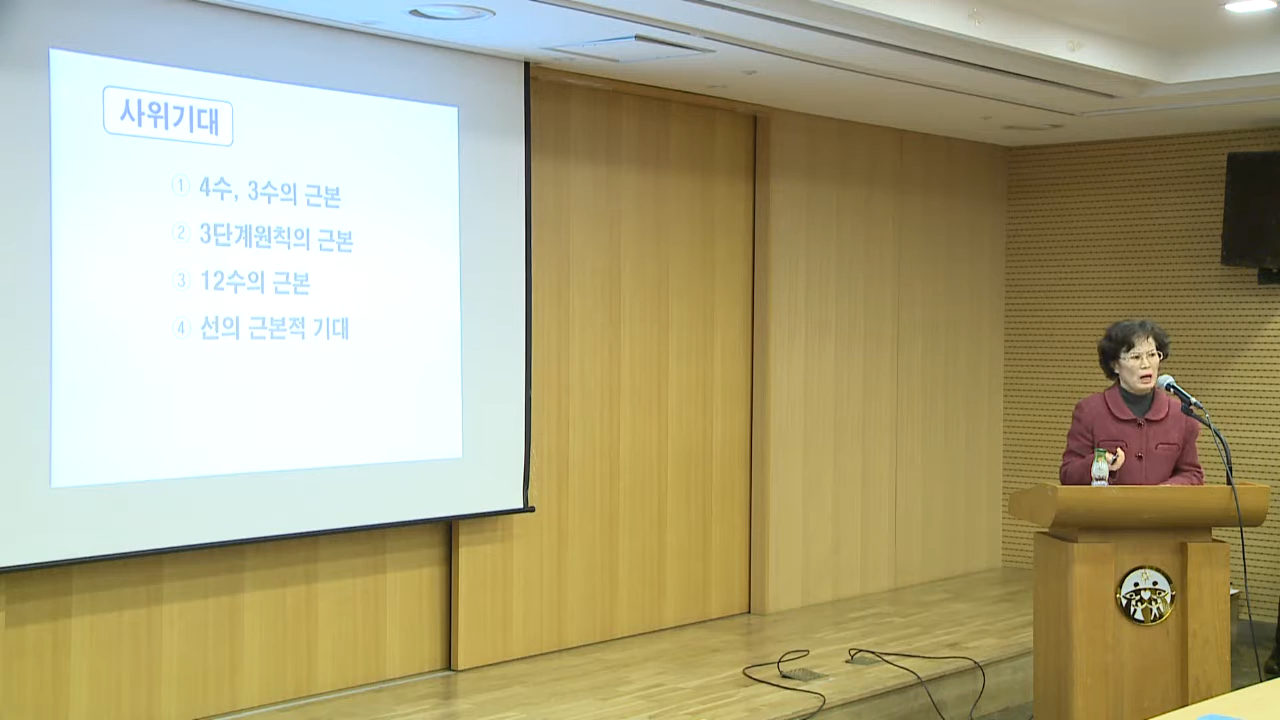 사위기대
① 4수, 3수의 근본
② 3단계원칙의 근본
③ 12수의 근본
④ 선의 근본적 기대